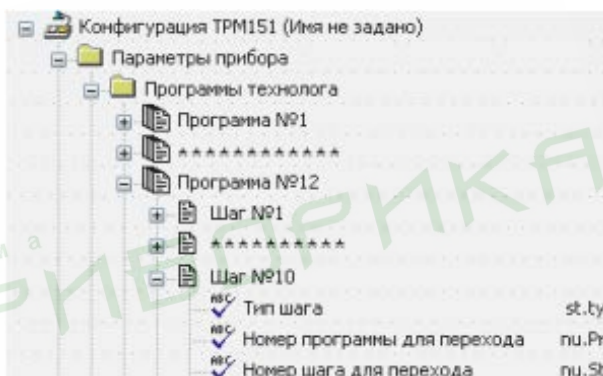 Конфигурация ТРМ151 (Имя не задано)
Параметры прибора
Программы технолога
Программа №1
************
Программа №12
Шаг №1
**********
Шаг №10
Тип шага st.ty
Номер программы для перехода nu.Pr
Номер шага для перехода nu.St